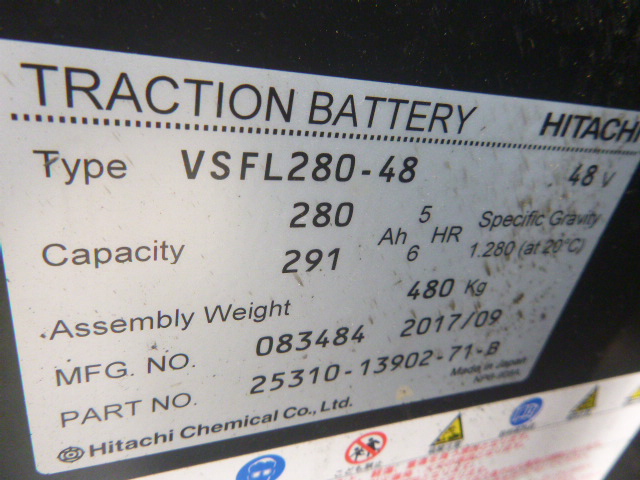 TRACTION BATTERY HITACHI
Type VSFL280-48 48 V
Capacity 280 Ah 5 HR Specific Gravity
291 6 1.280 (at 20°C)
Assembly Weight 480 Kg
MFG. NO. 083484 2017/09
PART NO. 25310-13902-71-B
Made in Japan
Hitachi Chemical Co., Ltd.